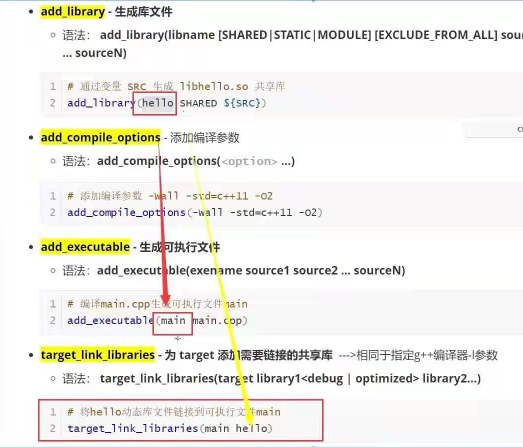 add_library - 生成库文件
语法： add_library(libname [SHARED|STATIC|MODULE] [EXCLUDE_FROM_ALL] sou
... sourceN)
1 # 通过变量 SRC 生成 libhello.so 共享库
2 add_library(hello SHARED ${SRC})
add_compile_options - 添加编译参数
语法：add_compile_options(<option> ...)
1 # 添加编译参数 -Wall -std=c++11 -O2
2 add_compile_options(-Wall -std=c++11 -O2)
add_executable - 生成可执行文件
语法：add_executable(exename source1 source2 ... sourceN)
1 # 编译main.cpp生成可执行文件main
2 add_executable(main main.cpp)
target_link_libraries - 为 target 添加需要链接的共享库 --->相同于指定g++编译器-l参数
语法： target_link_libraries(target library1<debug | optimized> library2...)
1 # 将hello动态库文件链接到可执行文件main
2 target_link_libraries(main hello)